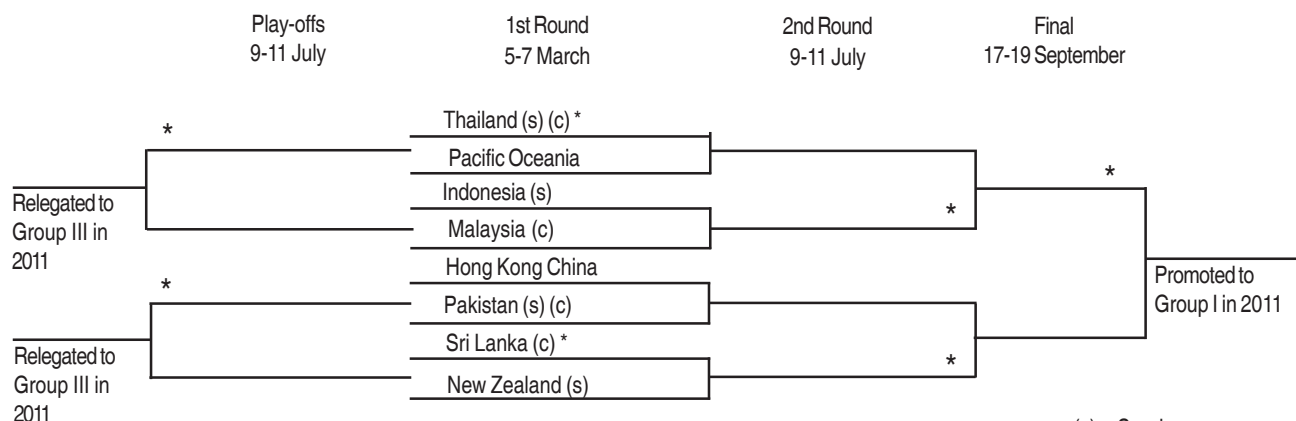 Play-offs
9-11 July
1st Round
5-7 March
2nd Round
9-11 July
Final
17-19 September
*
Thailand (s) (c) *
Pacific Oceania
*
Indonesia (s)
Relegated to
Group III in
2011
*
Malaysia (c)
Hong Kong China
*
Promoted to
Group I in 2011
Pakistan (s) (c)
Sri Lanka (c) *
Relegated to
Group III in
2011
*
New Zealand (s)